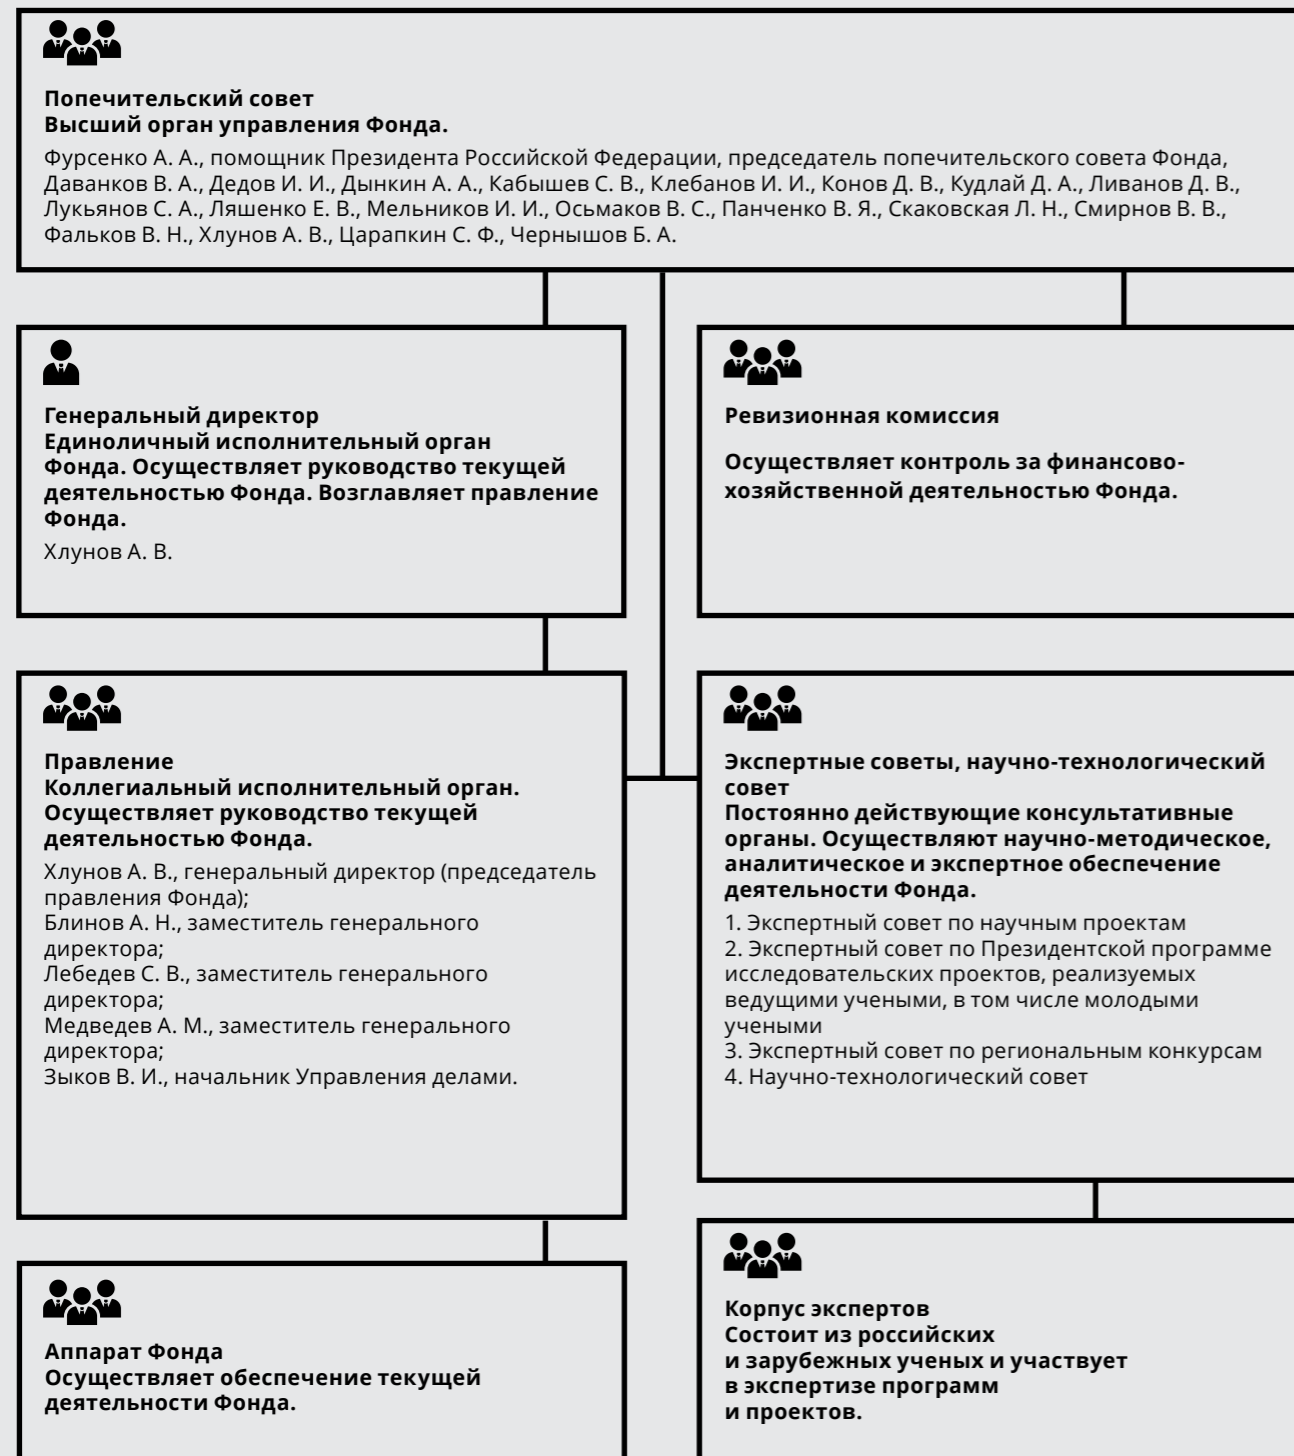 Попечительский совет
Высший орган управления Фонда.
Фурсенко А. А., помощник Президента Российской Федерации, председатель попечительского совета Фонда,
Даванков В. А., Дедов И. И., Дынкин А. А., Кабышев С. В., Клебанов И. И., Конов Д. В., Кудлай Д. А., Ливанов Д. В.,
Лукьянов С. А., Ляшенко Е. В., Мельников И. И., Осьмаков В. С., Панченко В. Я., Скаковская Л. Н., Смирнов В. В.,
Фальков В. Н., Хлунов А. В., Царапкин С. Ф., Чернышов Б. А.
Генеральный директор
Единоличный исполнительный орган
Фонда. Осуществляет руководство текущей
деятельностью Фонда. Возглавляет правление
Фонда.
Хлунов А. В.
Ревизионная комиссия
Осуществляет контроль за финансово-
хозяйственной деятельностью Фонда.
Правление
Коллегиальный исполнительный орган.
Осуществляет руководство текущей
деятельностью Фонда.
Хлунов А. В., генеральный директор (председатель
правления Фонда);
Блинов А. Н., заместитель генерального
директора;
Лебедев С. В., заместитель генерального
директора;
Медведев А. М., заместитель генерального
директора;
Зыков В. И., начальник Управления делами.
Экспертные советы, научно-технологический
совет
Постоянно действующие консультативные
органы. Осуществляют научно-методическое,
аналитическое и экспертное обеспечение
деятельности Фонда.
1. Экспертный совет по научным проектам
2. Экспертный совет по Президентской программе
исследовательских проектов, реализуемых
ведущими учеными, в том числе молодыми
учеными
3. Экспертный совет по региональным конкурсам
4. Научно-технологический совет
Аппарат Фонда
Осуществляет обеспечение текущей
деятельности Фонда.
Корпус экспертов
Состоит из российских
и зарубежных ученых и участвует
в экспертизе программ
и проектов.